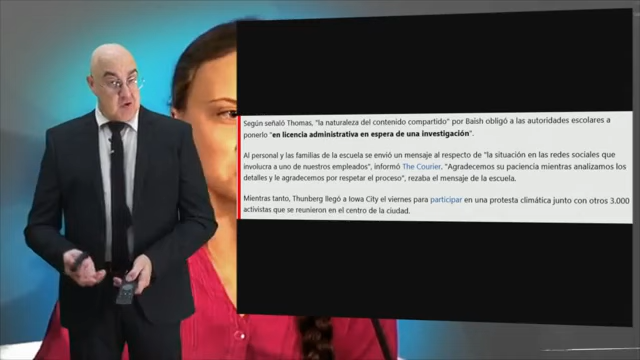 Según señaló Thomas, "la naturaleza del contenido compartido" por Baish obligó a las autoridades escolares a
ponerlo "en licencia administrativa en espera de una investigación".
Al personal y las familias de la escuela se envió un mensaje al respecto de "la situación en las redes sociales que
involucra a uno de nuestros empleados", informó The Courier. "Agradecemos su paciencia mientras analizamos los
detalles y le agradecemos por respetar el proceso", rezaba el mensaje de la escuela.
Mientras tanto, Thunberg llegó a Iowa City el viernes para participar en una protesta climática junto con otros 3.000
activistas que se reunieron en el centro de la ciudad.